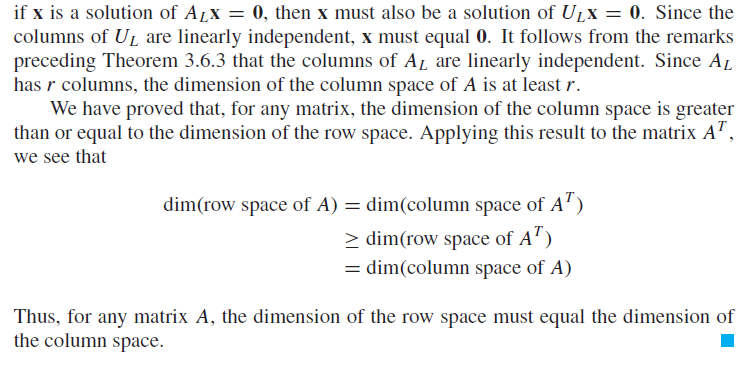 if x is a solution of A_L x = 0, then x must also be a solution of U_L x = 0. Since the
columns of U_L are linearly independent, x must equal 0. It follows from the remarks
preceding Theorem 3.6.3 that the columns of A_L are linearly independent. Since A_L
has r columns, the dimension of the column space of A is at least r.
We have proved that, for any matrix, the dimension of the column space is greater
than or equal to the dimension of the row space. Applying this result to the matrix A^T,
we see that
dim(row space of A) = dim(column space of A^T)
≥ dim(row space of A^T)
= dim(column space of A)
Thus, for any matrix A, the dimension of the row space must equal the dimension of
the column space.